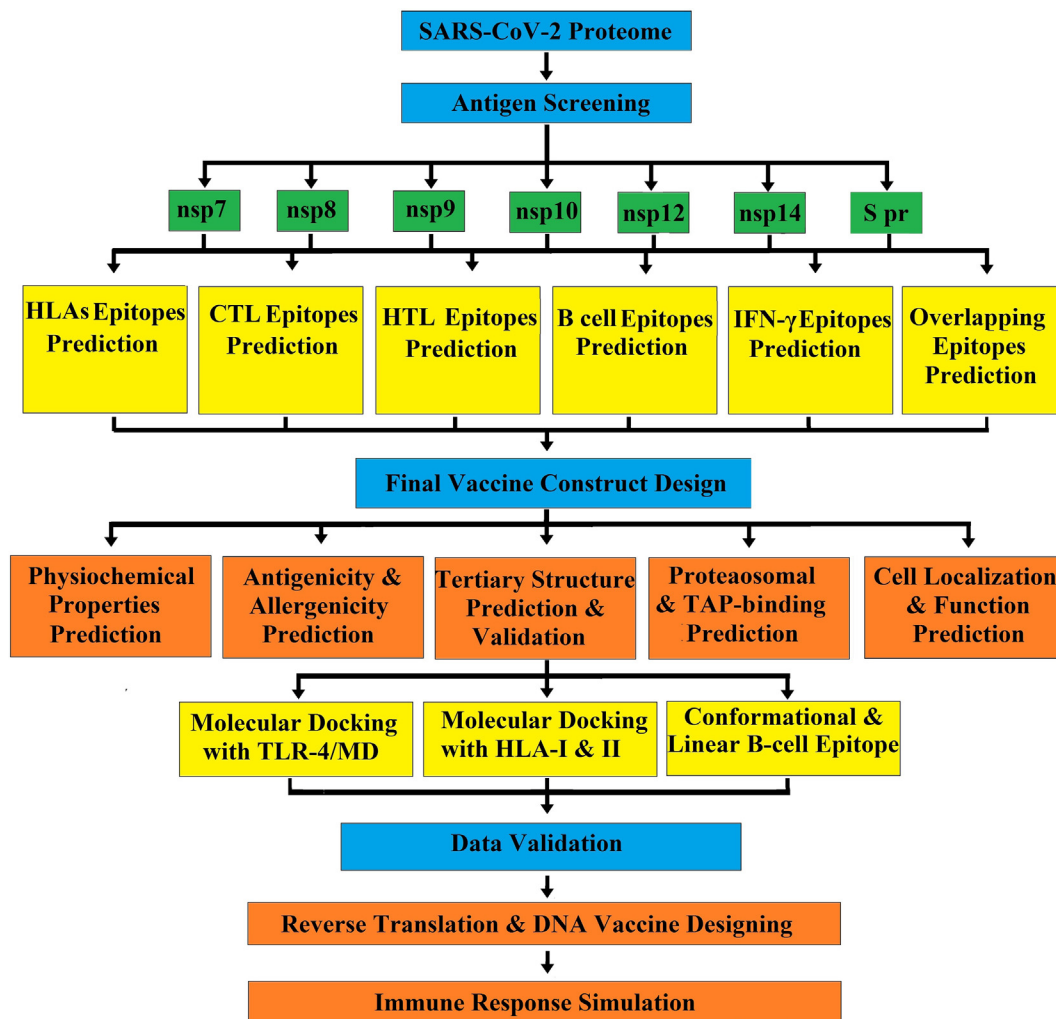 SARS-CoV-2 Proteome
Antigen Screening
nsp7
nsp8
nsp9
nsp10
nsp12
nsp14
S pr
HLAs Epitopes
Prediction
CTL Epitopes
Prediction
HTL Epitopes
Prediction
B cell Epitopes
Prediction
IFN-γ Epitopes
Prediction
Overlapping
Epitopes
Prediction
Final Vaccine Construct Design
Physiochemical
Properties
Prediction
Antigenicity &
Allergenicity
Prediction
Tertiary Structure
Prediction &
Validation
Proteaosomal
& TAP-binding
Prediction
Cell Localization
& Function
Prediction
Molecular Docking
with TLR-4/MD
Molecular Docking
with HLA-I & II
Conformational &
Linear B-cell Epitope
Data Validation
Reverse Translation & DNA Vaccine Designing
Immune Response Simulation